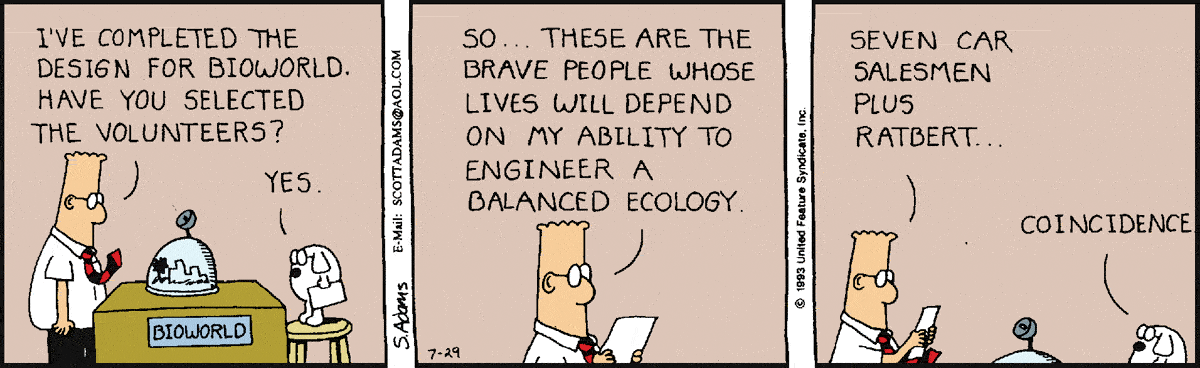 I'VE COMPLETED THE
DESIGN FOR BIOWORLD.
HAVE YOU SELECTED
THE VOLUNTEERS?
YES.
BIOWORLD
S.Adams
E-Mail: SCOTTADAMS@AOL.COM
SO... THESE ARE THE
BRAVE PEOPLE WHOSE
LIVES WILL DEPEND
ON MY ABILITY TO
ENGINEER A
BALANCED ECOLOGY.
7-29
© 1993 United Feature Syndicate, Inc.
SEVEN CAR
SALESMEN
PLUS
RATBERT...
COINCIDENCE